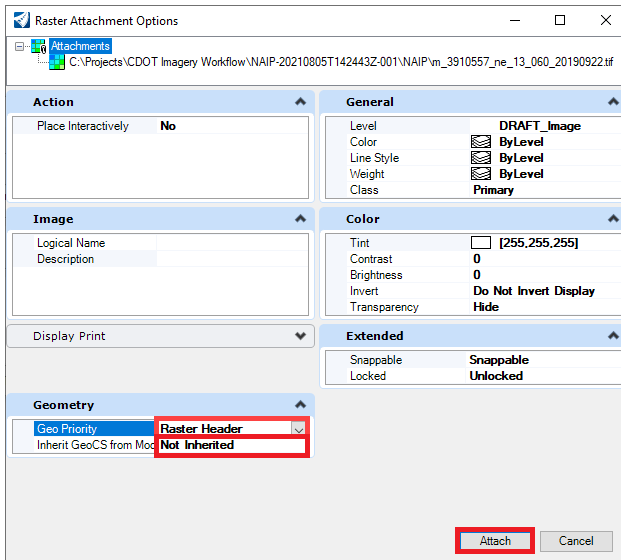 Raster Attachment Options
Attachments
C:\Projects\CDOT Imagery Workflow\NAIP-20210805T142443Z-001\NAIP\m_3910557_ne_13_060_20190922.tif
Action
Place Interactively No
General
Level DRAFT_Image
Color ByLevel
Line Style ByLevel
Weight ByLevel
Class Primary
Image
Logical Name
Description
Color
Tint [255,255,255]
Contrast 0
Brightness 0
Invert Do Not Invert Display
Transparency Hide
Display Print
Extended
Snappable Snappable
Locked Unlocked
Geometry
Geo Priority Raster Header
Inherit GeoCS from Mod Not Inherited
Attach Cancel